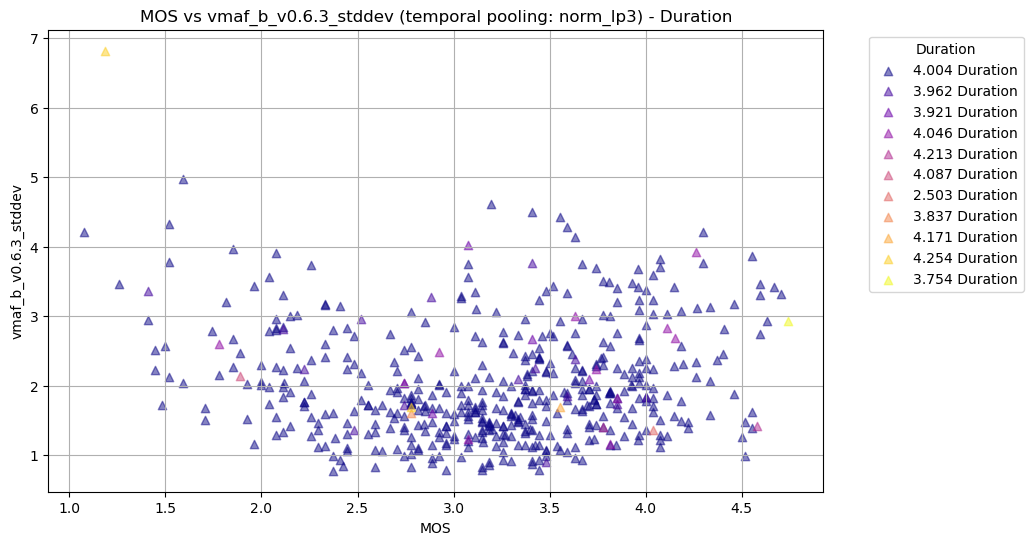 MOS vs vmaf_b_v0.6.3_stddev (temporal pooling: norm_lp3) - Duration
7
6
5
4
3
2
1
vmaf_b_v0.6.3_stddev
1.0 1.5 2.0 2.5 3.0 3.5 4.0 4.5
MOS
Duration
4.004 Duration
3.962 Duration
3.921 Duration
4.046 Duration
4.213 Duration
4.087 Duration
2.503 Duration
3.837 Duration
4.171 Duration
4.254 Duration
3.754 Duration